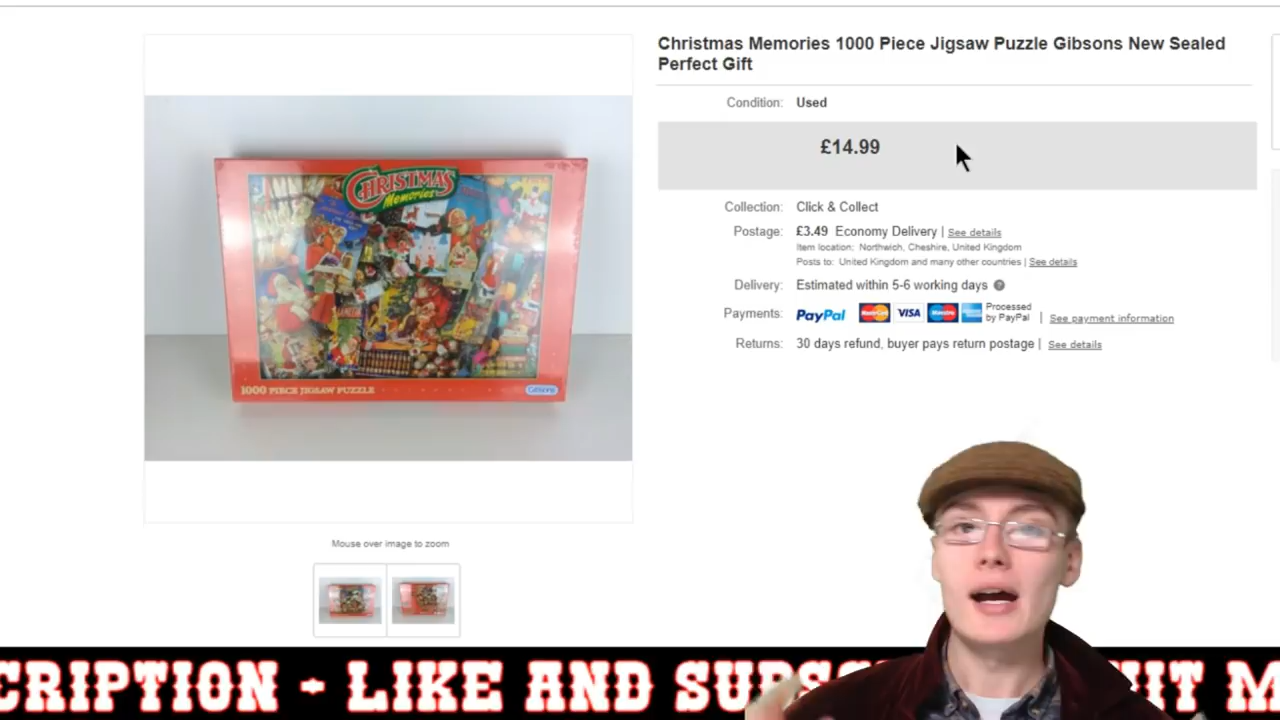 Christmas Memories 1000 Piece Jigsaw Puzzle Gibsons New Sealed
Perfect Gift
Condition: Used
£14.99
Collection: Click & Collect
Postage: £3.49 Economy Delivery | See details
Item location: Northwich, Cheshire, United Kingdom
Posts to: United Kingdom and many other countries | See details
Delivery: Estimated within 5-6 working days
Payments: PayPal MasterCard VISA Maestro Processed by PayPal | See payment information
Returns: 30 days refund, buyer pays return postage | See details
CHRISTMAS
Memories
1000 PIECE JIGSAW PUZZLE
Gibsons
Mouse over image to zoom
CRIPTION - LIKE AND SUBSC HIT M